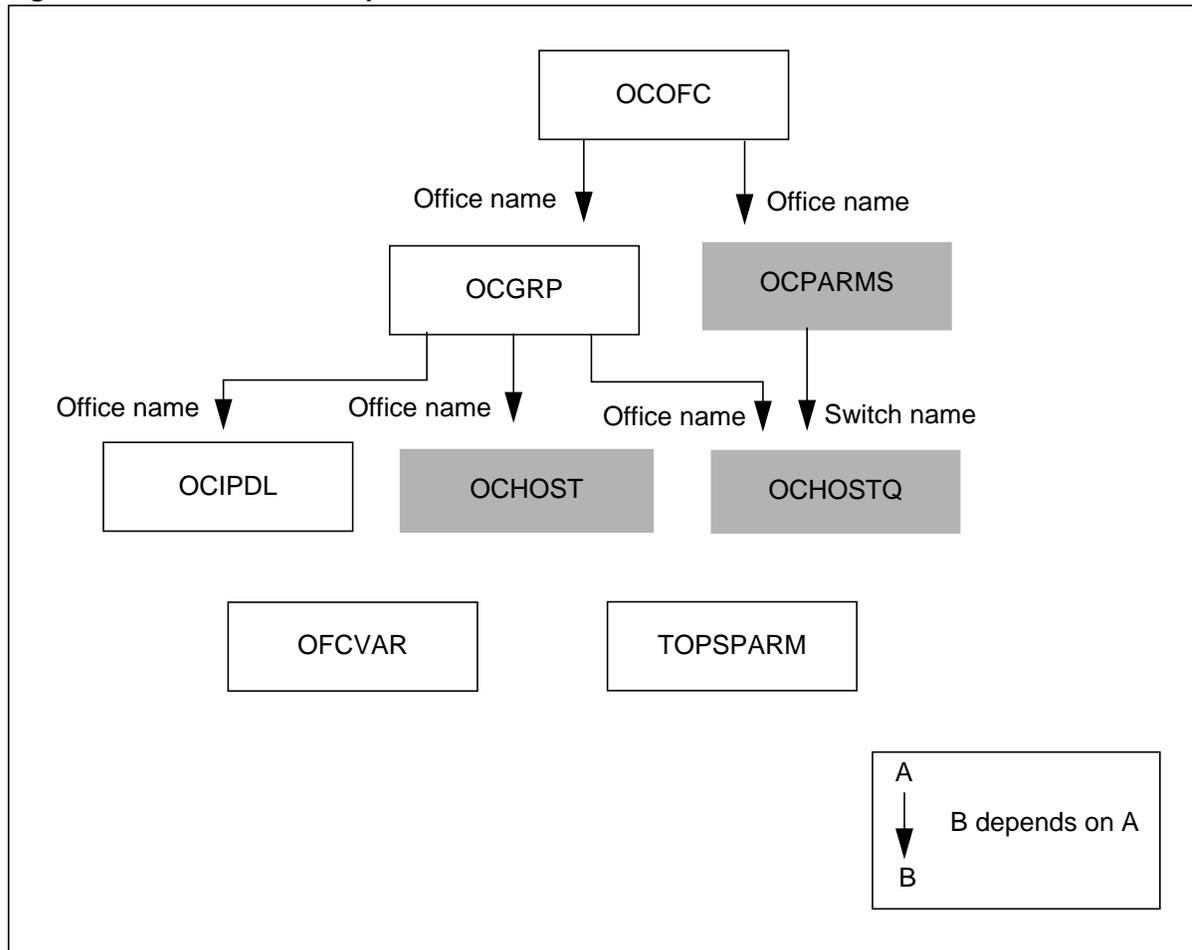 OCOFC
Office name
Office name
OCGRP
OCPARMS
Office name
Office name
Office name
Switch name
OCIPDL
OCHOST
OCHOSTQ
OFCVAR
TOPSPARM
A
B depends on A
B